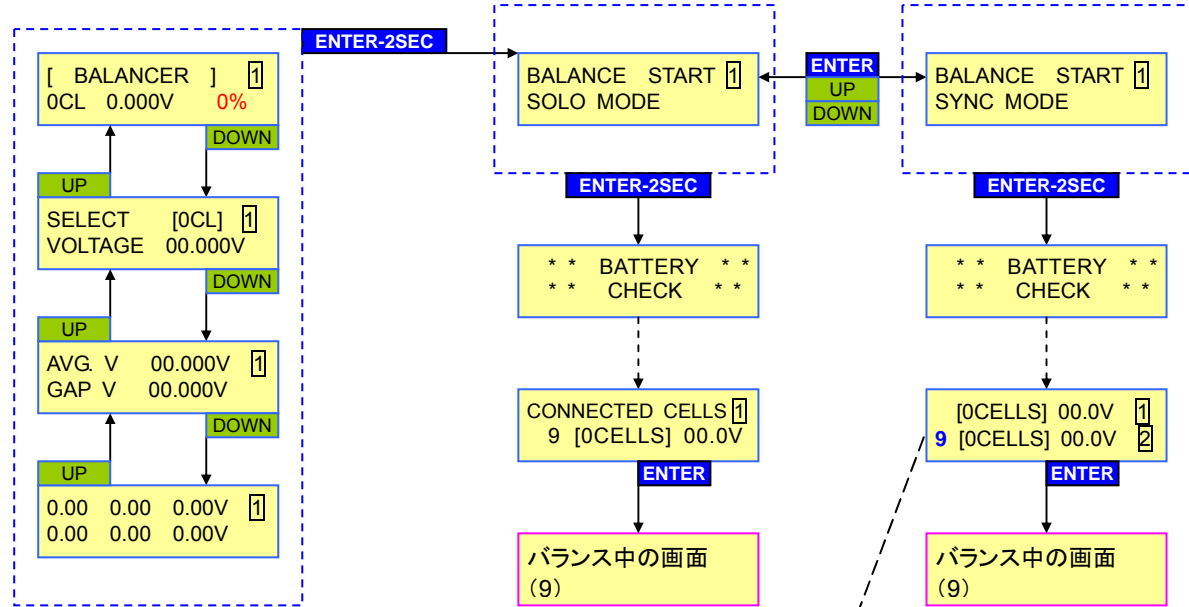 [ BALANCER ] 1
0CL 0.000V 0%
DOWN
UP
SELECT [0CL] 1
VOLTAGE 00.000V
DOWN
UP
AVG. V 00.000V 1
GAP V 00.000V
DOWN
UP
0.00 0.00 0.00V 1
0.00 0.00 0.00V
ENTER-2SEC
BALANCE START 1
SOLO MODE
ENTER
UP
DOWN
BALANCE START 1
SYNC MODE
ENTER-2SEC
* * BATTERY * *
* * CHECK * *
CONNECTED CELLS 1
9 [0CELLS] 00.0V
ENTER
バランス中の画面
(9)
ENTER-2SEC
* * BATTERY * *
* * CHECK * *
[0CELLS] 00.0V 1
9 [0CELLS] 00.0V 2
ENTER
バランス中の画面
(9)